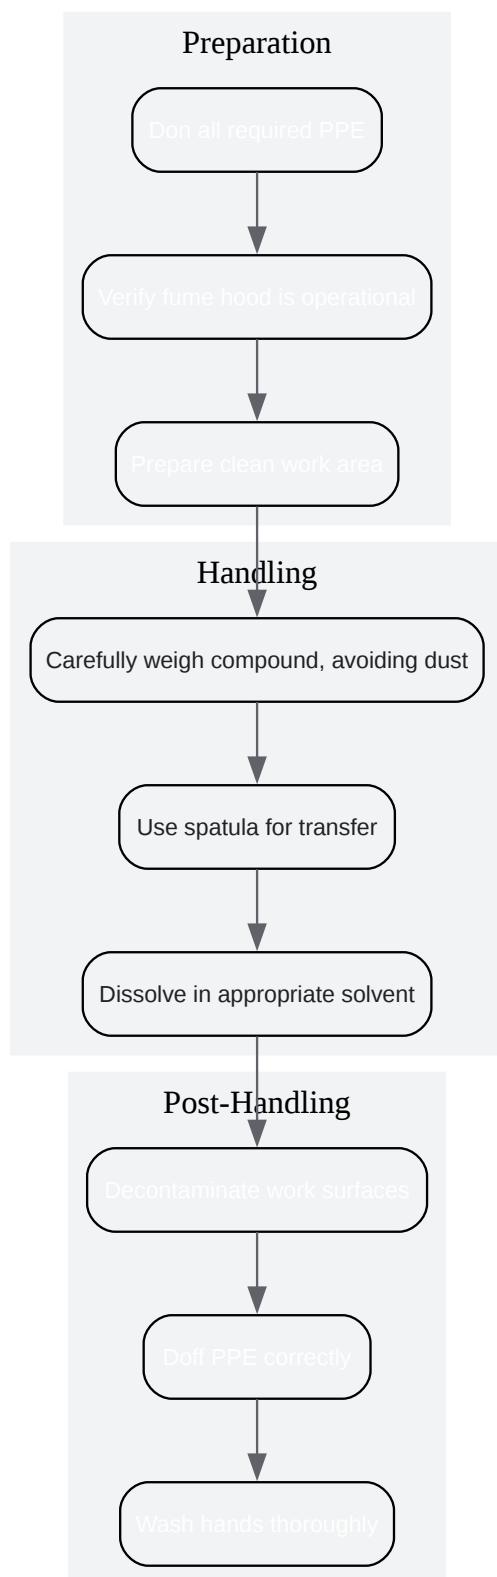 Preparation
Don all required PPE
Verify fume hood is operational
Prepare clean work area
Handling
Carefully weigh compound, avoiding dust
Use spatula for transfer
Dissolve in appropriate solvent
Post-Handling
Decontaminate work surfaces
Doff PPE correctly
Wash hands thoroughly